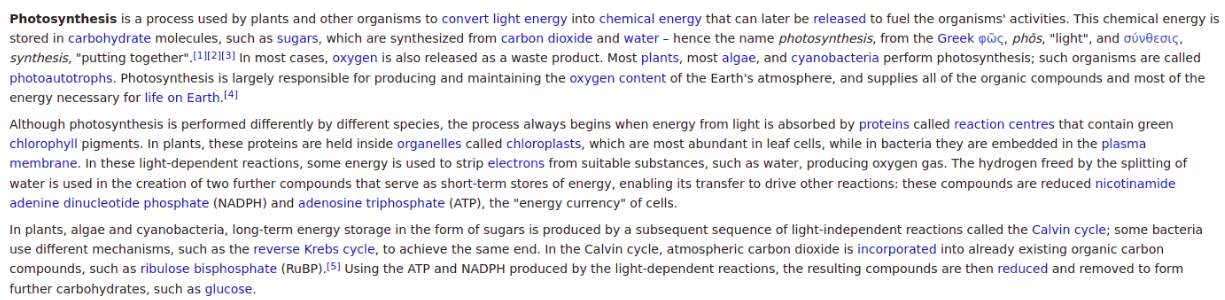 Photosynthesis is a process used by plants and other organisms to convert light energy into chemical energy that can later be released to fuel the organisms' activities. This chemical energy is
stored in carbohydrate molecules, such as sugars, which are synthesized from carbon dioxide and water – hence the name photosynthesis, from the Greek φῶς, phōs, "light", and σύνθεσις,
synthesis, "putting together".[1][2][3] In most cases, oxygen is also released as a waste product. Most plants, most algae, and cyanobacteria perform photosynthesis; such organisms are called
photoautotrophs. Photosynthesis is largely responsible for producing and maintaining the oxygen content of the Earth's atmosphere, and supplies all of the organic compounds and most of the
energy necessary for life on Earth.[4]
Although photosynthesis is performed differently by different species, the process always begins when energy from light is absorbed by proteins called reaction centres that contain green
chlorophyll pigments. In plants, these proteins are held inside organelles called chloroplasts, which are most abundant in leaf cells, while in bacteria they are embedded in the plasma
membrane. In these light-dependent reactions, some energy is used to strip electrons from suitable substances, such as water, producing oxygen gas. The hydrogen freed by the splitting of
water is used in the creation of two further compounds that serve as short-term stores of energy, enabling its transfer to drive other reactions: these compounds are reduced nicotinamide
adenine dinucleotide phosphate (NADPH) and adenosine triphosphate (ATP), the "energy currency" of cells.
In plants, algae and cyanobacteria, long-term energy storage in the form of sugars is produced by a subsequent sequence of light-independent reactions called the Calvin cycle; some bacteria
use different mechanisms, such as the reverse Krebs cycle, to achieve the same end. In the Calvin cycle, atmospheric carbon dioxide is incorporated into already existing organic carbon
compounds, such as ribulose bisphosphate (RuBP).[5] Using the ATP and NADPH produced by the light-dependent reactions, the resulting compounds are then reduced and removed to form
further carbohydrates, such as glucose.